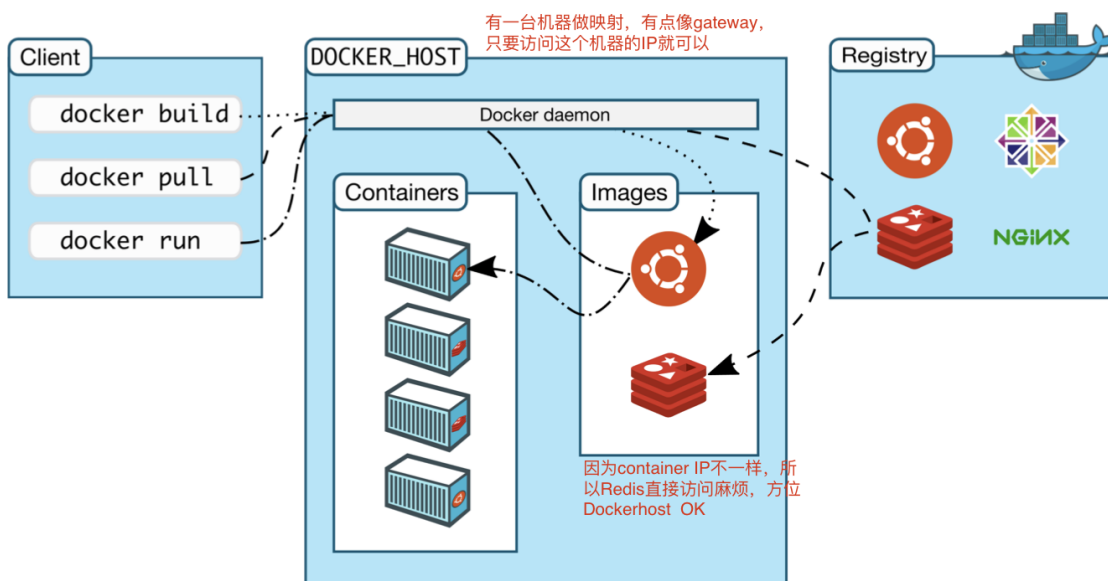 有一台机器做映射，有点像gateway，
只要访问这个机器的IP就可以
Client
docker build
docker pull
docker run
DOCKER_HOST
Docker daemon
Containers
Images
因为container IP不一样，所
以Redis直接访问麻烦，方位
Dockerhost OK
Registry
NGINX